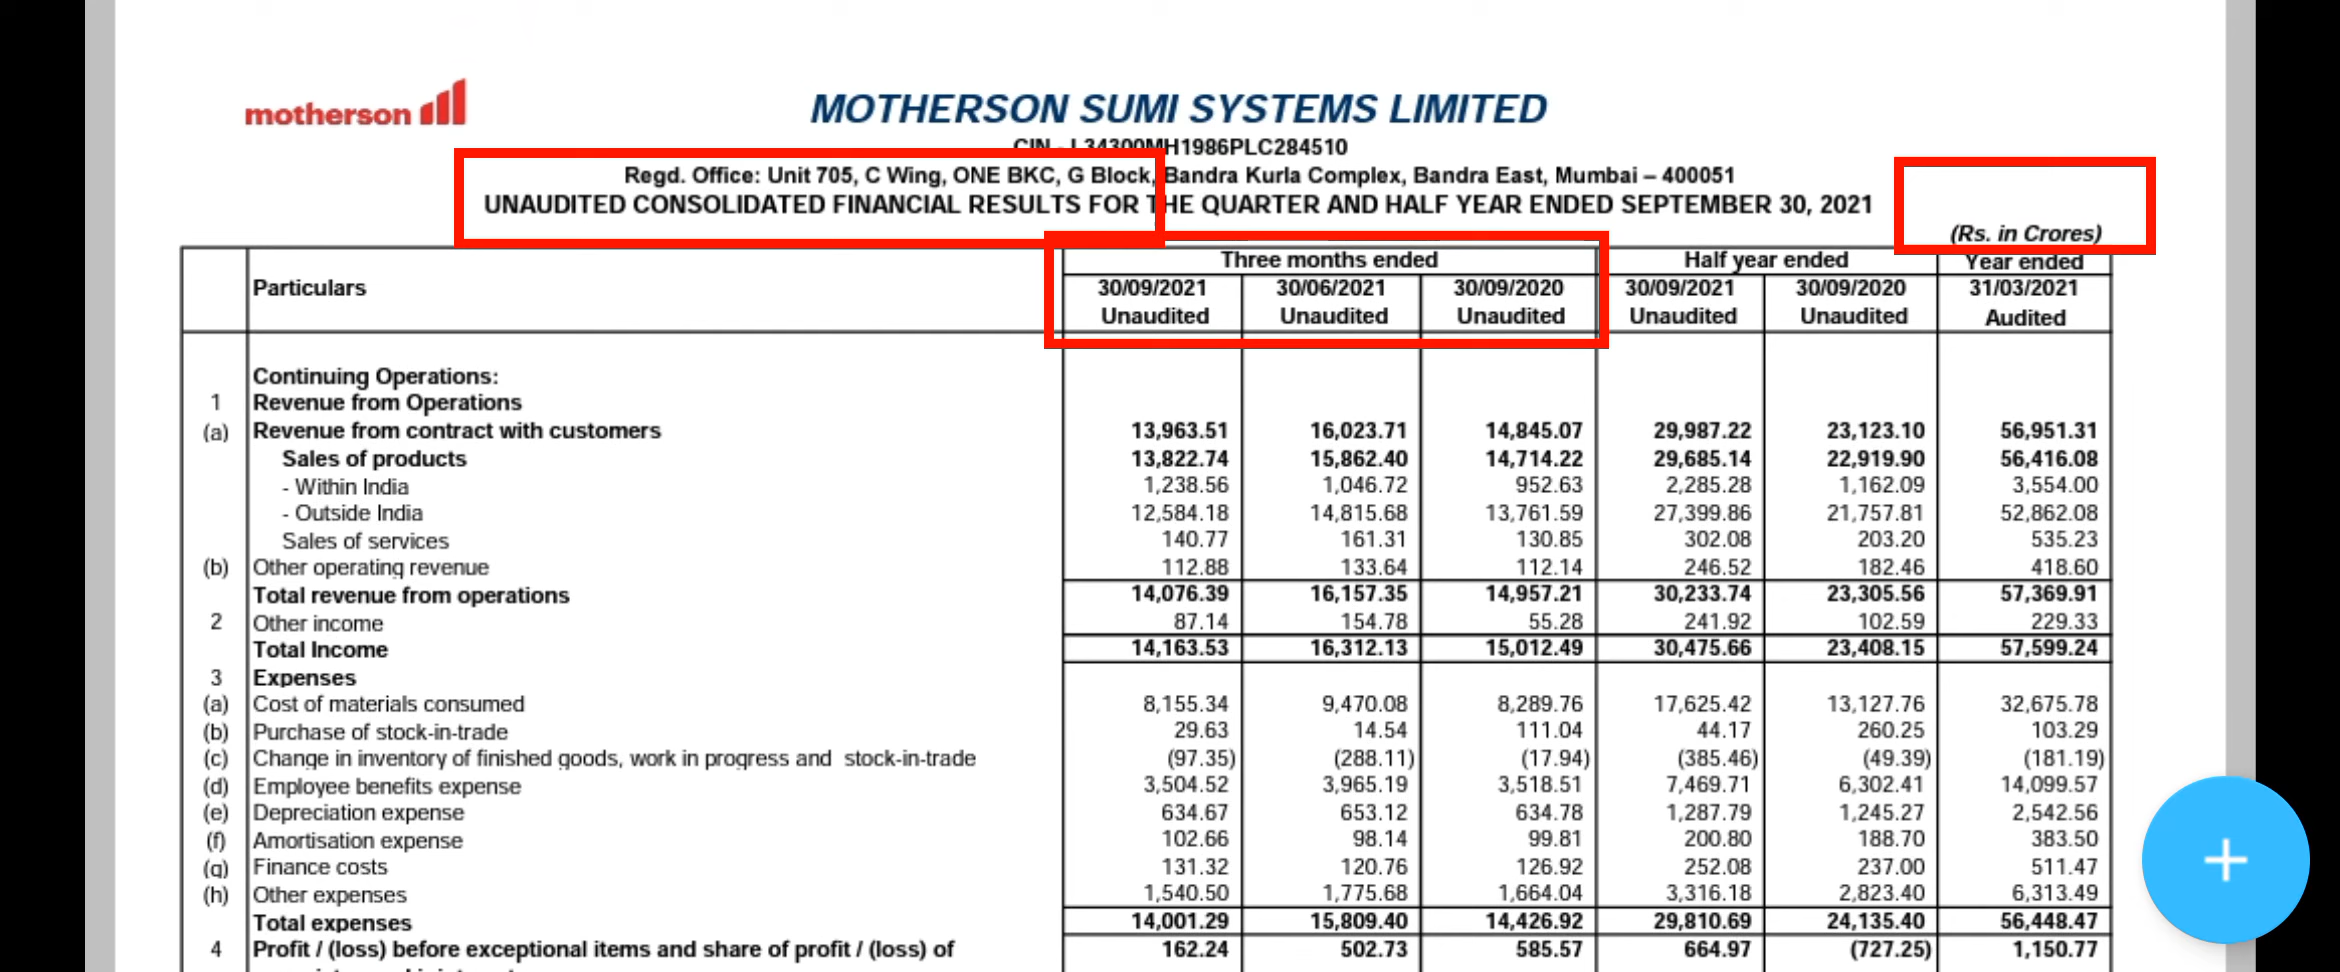 motherson
MOTHERSON SUMI SYSTEMS LIMITED
CIN - L34300MH1986PLC284510
Regd. Office: Unit 705, C Wing, ONE BKC, G Block, Bandra Kurla Complex, Bandra East, Mumbai – 400051
UNAUDITED CONSOLIDATED FINANCIAL RESULTS FOR THE QUARTER AND HALF YEAR ENDED SEPTEMBER 30, 2021
(Rs. in Crores)
Three months ended Half year ended Year ended
Particulars 30/09/2021 30/06/2021 30/09/2020 30/09/2021 30/09/2020 31/03/2021
Unaudited Unaudited Unaudited Unaudited Unaudited Audited
Continuing Operations:
1 Revenue from Operations
(a) Revenue from contract with customers 13,963.51 16,023.71 14,845.07 29,987.22 23,123.10 56,951.31
Sales of products 13,822.74 15,862.40 14,714.22 29,685.14 22,919.90 56,416.08
- Within India 1,238.56 1,046.72 952.63 2,285.28 1,162.09 3,554.00
- Outside India 12,584.18 14,815.68 13,761.59 27,399.86 21,757.81 52,862.08
Sales of services 140.77 161.31 130.85 302.08 203.20 535.23
(b) Other operating revenue 112.88 133.64 112.14 246.52 182.46 418.60
Total revenue from operations 14,076.39 16,157.35 14,957.21 30,233.74 23,305.56 57,369.91
2 Other income 87.14 154.78 55.28 241.92 102.59 229.33
Total Income 14,163.53 16,312.13 15,012.49 30,475.66 23,408.15 57,599.24
3 Expenses
(a) Cost of materials consumed 8,155.34 9,470.08 8,289.76 17,625.42 13,127.76 32,675.78
(b) Purchase of stock-in-trade 29.63 14.54 111.04 44.17 260.25 103.29
(c) Change in inventory of finished goods, work in progress and stock-in-trade (97.35) (288.11) (17.94) (385.46) (49.39) (181.19)
(d) Employee benefits expense 3,504.52 3,965.19 3,518.51 7,469.71 6,302.41 14,099.57
(e) Depreciation expense 634.67 653.12 634.78 1,287.79 1,245.27 2,542.56
(f) Amortisation expense 102.66 98.14 99.81 200.80 188.70 383.50
(g) Finance costs 131.32 120.76 126.92 252.08 237.00 511.47
(h) Other expenses 1,540.50 1,775.68 1,664.04 3,316.18 2,823.40 6,313.49
Total expenses 14,001.29 15,809.40 14,426.92 29,810.69 24,135.40 56,448.47
4 Profit / (loss) before exceptional items and share of profit / (loss) of 162.24 502.73 585.57 664.97 (727.25) 1,150.77